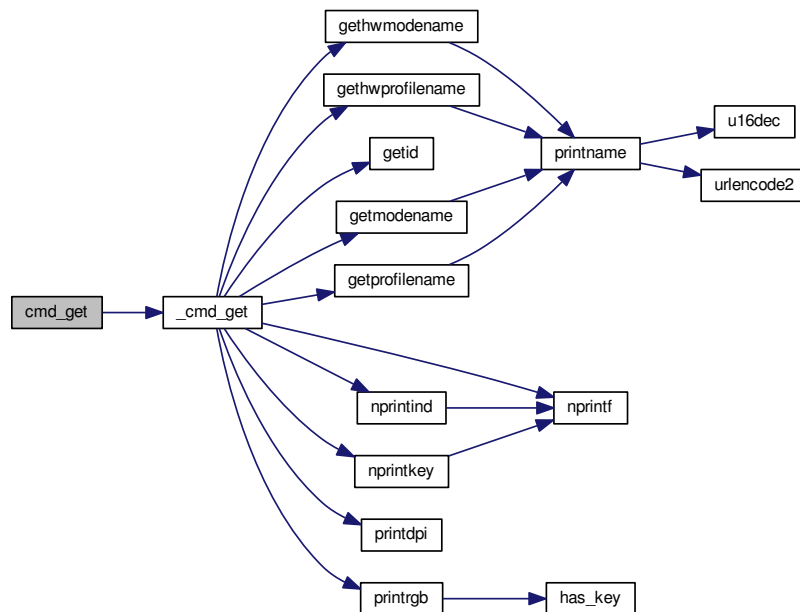 gethwmodename
gethwprofilename
u16dec
getid
printname
urlencode2
getmodename
getprofilename
cmd_get
_cmd_get
nprintind
nprintf
nprintkey
printdpi
printrgb
has_key